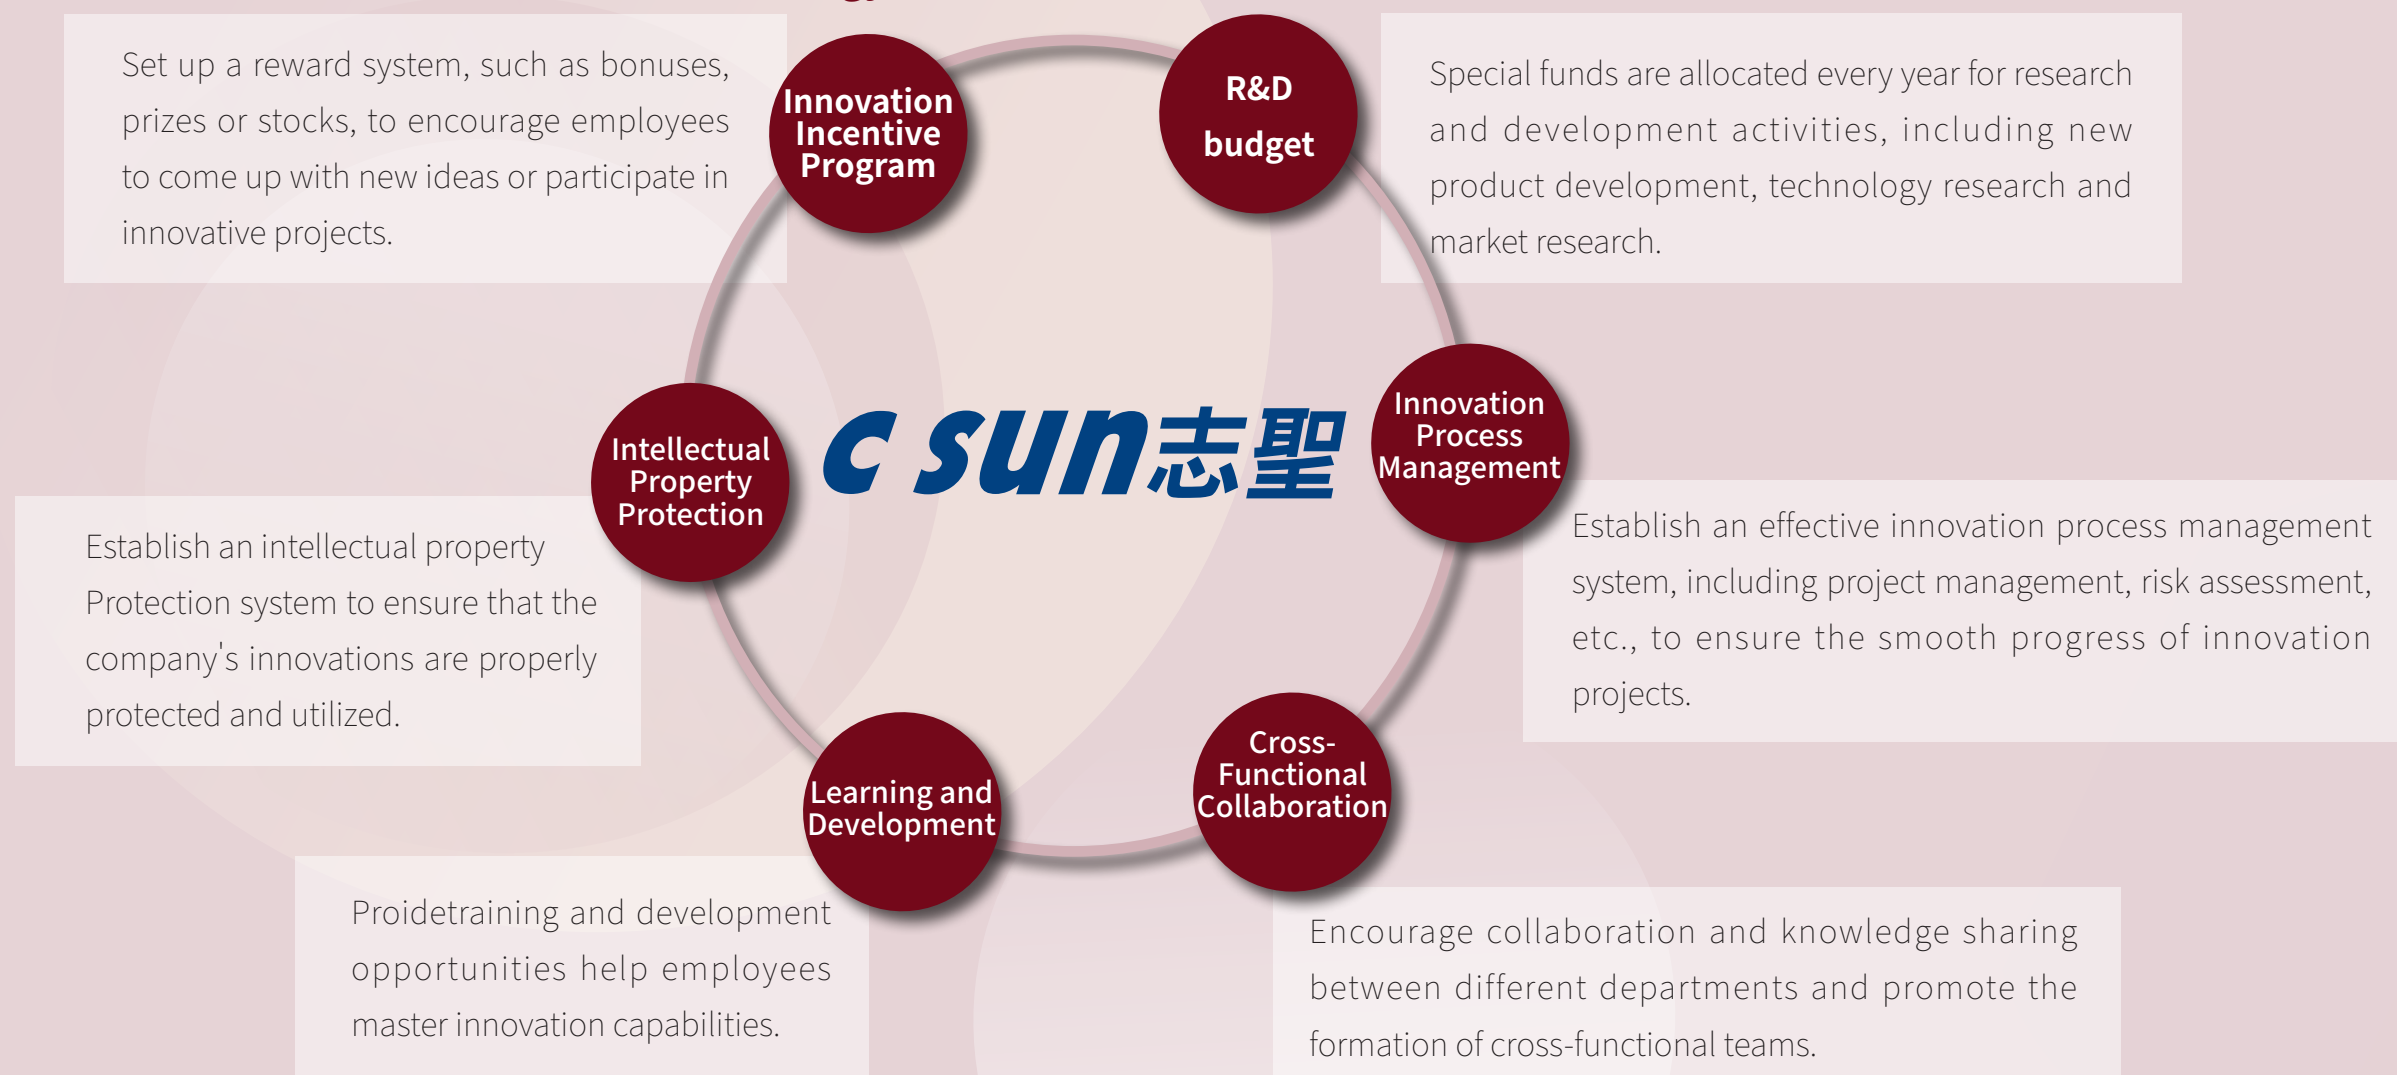 Set up a reward system, such as bonuses,
prizes or stocks, to encourage employees
to come up with new ideas or participate in
innovative projects.
Innovation
Incentive
Program
R&D
budget
Special funds are allocated every year for research
and development activities, including new
product development, technology research and
market research.
Intellectual
Property
Protection
c sun志聖
Innovation
Process
Management
Establish an intellectual property
Protection system to ensure that the
company's innovations are properly
protected and utilized.
Establish an effective innovation process management
system, including project management, risk assessment,
etc., to ensure the smooth progress of innovation
projects.
Learning and
Development
Cross-
Functional
Collaboration
Proidetraining and development
opportunities help employees
master innovation capabilities.
Encourage collaboration and knowledge sharing
between different departments and promote the
formation of cross-functional teams.